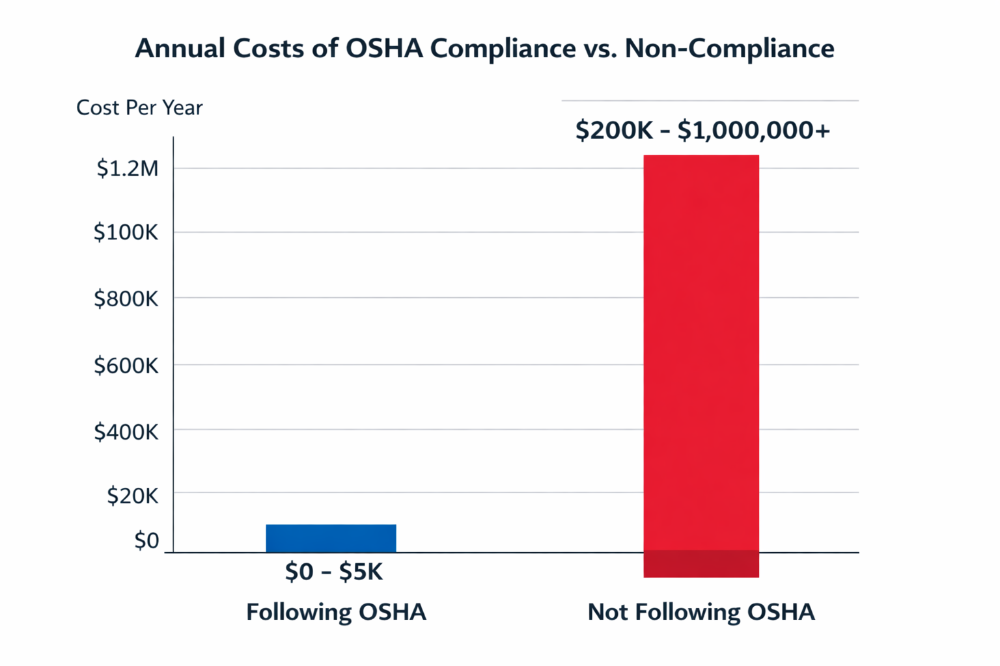 Annual Costs of OSHA Compliance vs. Non-Compliance
Cost Per Year
$200K – $1,000,000+
$1.2M
$100K
$800K
$600K
$400K
$20K
$0
$0 – $5K
Following OSHA
Not Following OSHA